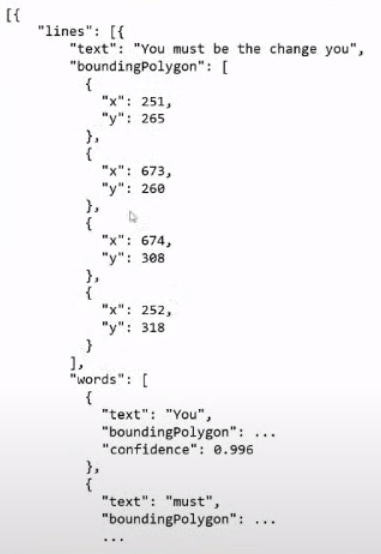 [{
"lines": [{
"text": "You must be the change you",
"boundingPolygon": [
{
"x": 251,
"y": 265
},
{
"x": 673,
"y": 260
},
{
"x": 674,
"y": 308
},
{
"x": 252,
"y": 318
}
],
"words": [
{
"text": "You",
"boundingPolygon": ...
"confidence": 0.996
},
{
"text": "must",
"boundingPolygon": ...
...